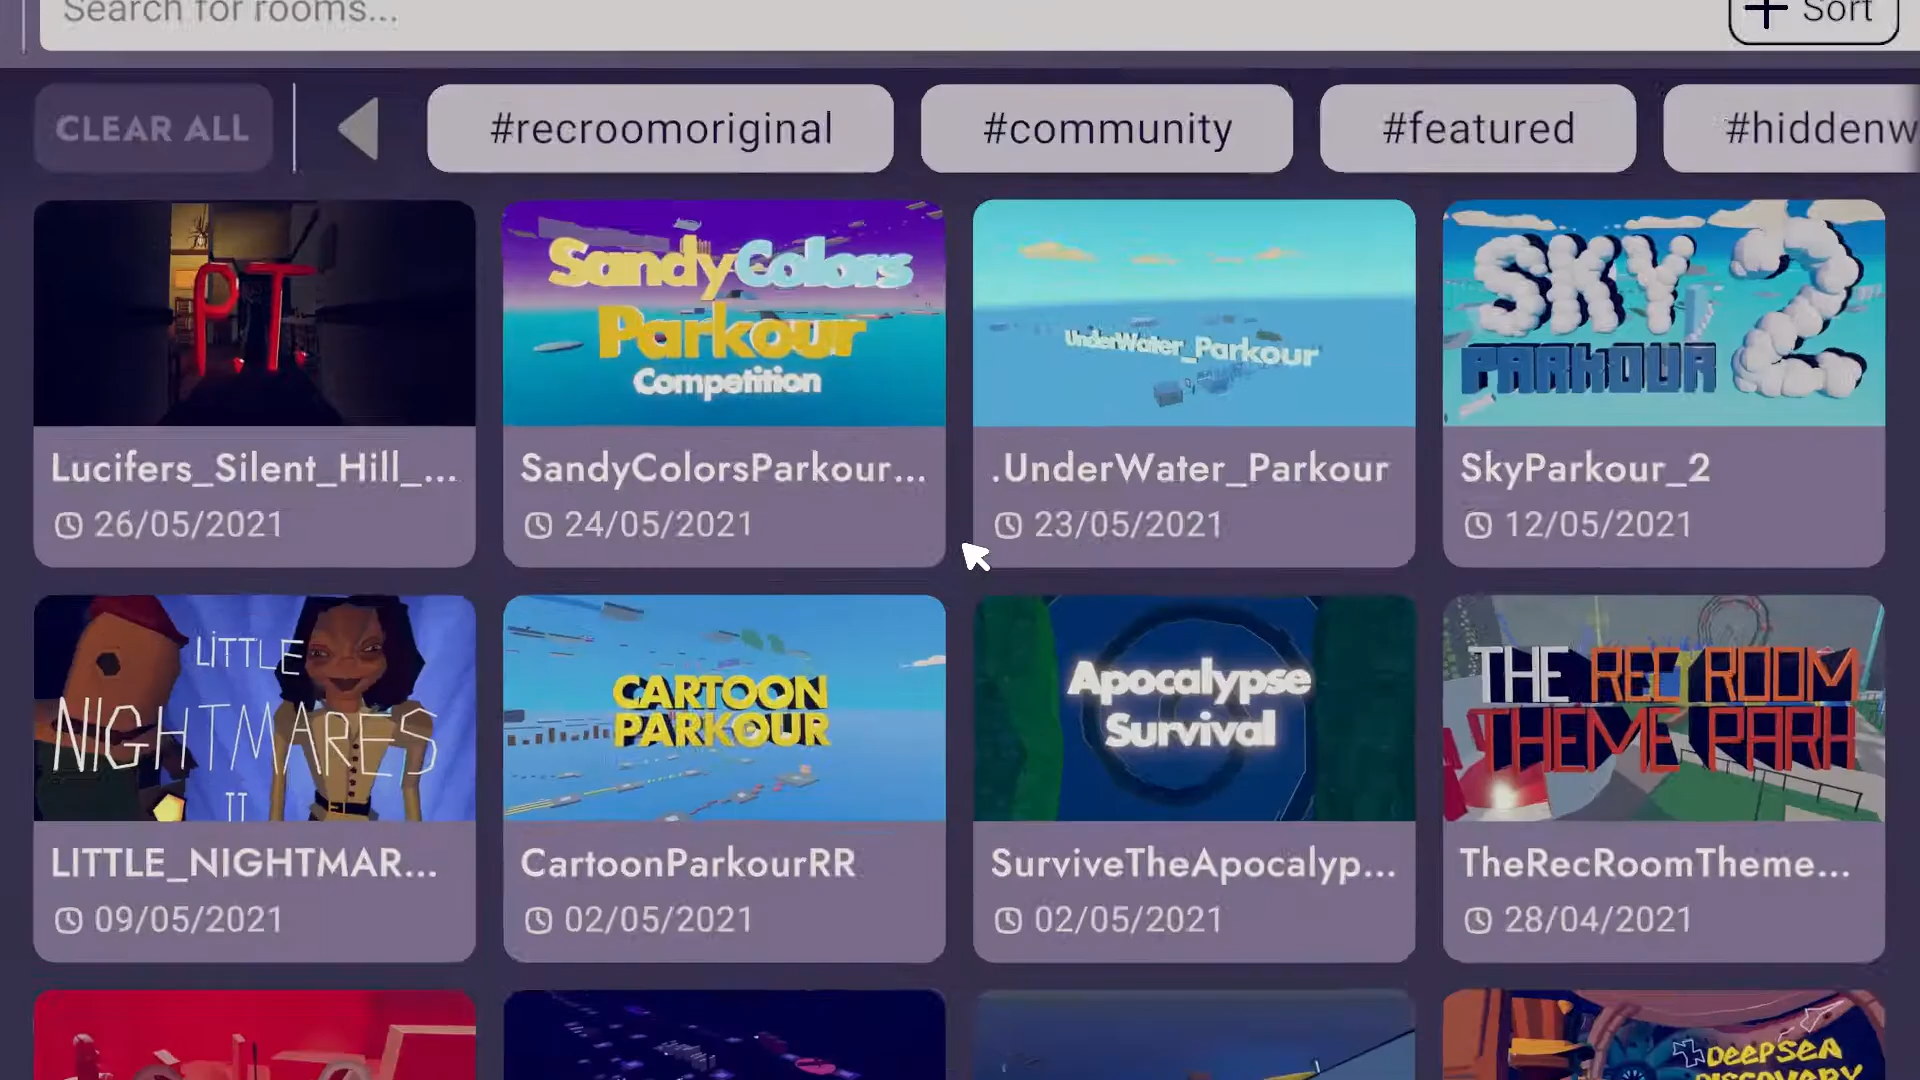 Search for rooms...
Sort
CLEAR ALL
#recroomoriginal
#community
#featured
#hiddenw
P.T.
SandyColors
Parkour
Competition
UnderWater_Parkour
SKY 2
PARKOUR
Lucifers_Silent_Hill_...
SandyColorsParkour...
.UnderWater_Parkour
SkyParkour_2
26/05/2021
24/05/2021
23/05/2021
12/05/2021
LiTTLE
NIGHTMARES
II
CARTOON
PARKOUR
Apocalypse
Survival
THE REC ROOM
THEME PARK
LITTLE_NIGHTMAR...
CartoonParkourRR
SurviveTheApocalyp...
TheRecRoomTheme...
09/05/2021
02/05/2021
02/05/2021
28/04/2021
DEEPSEA
DISCOVERY